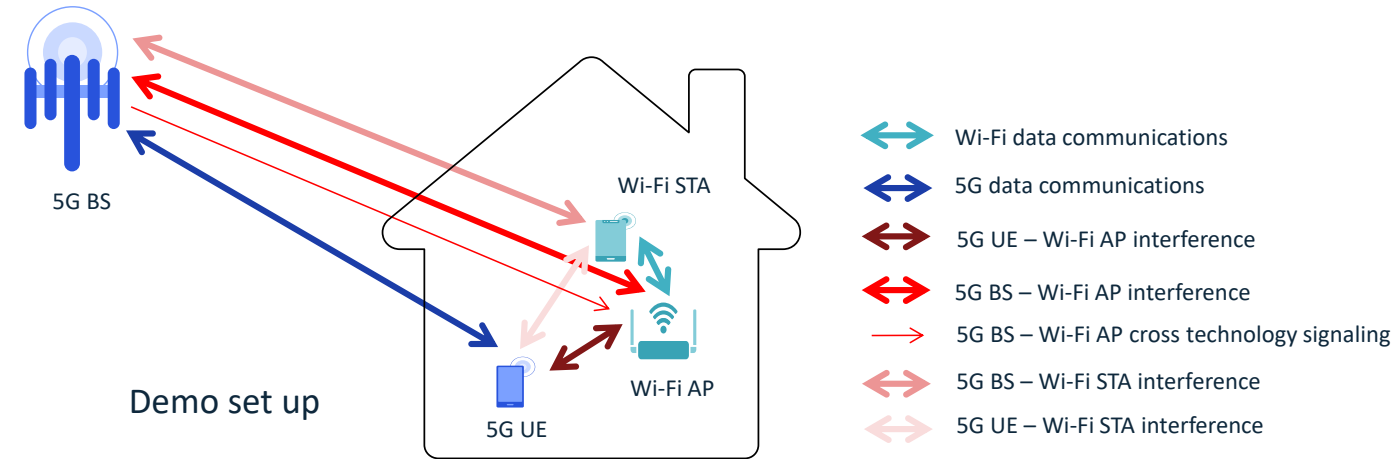 5G BS
Wi-Fi STA
Wi-Fi AP
5G UE
Demo set up
Wi-Fi data communications
5G data communications
5G UE – Wi-Fi AP interference
5G BS – Wi-Fi AP interference
5G BS – Wi-Fi AP cross technology signaling
5G BS – Wi-Fi STA interference
5G UE – Wi-Fi STA interference